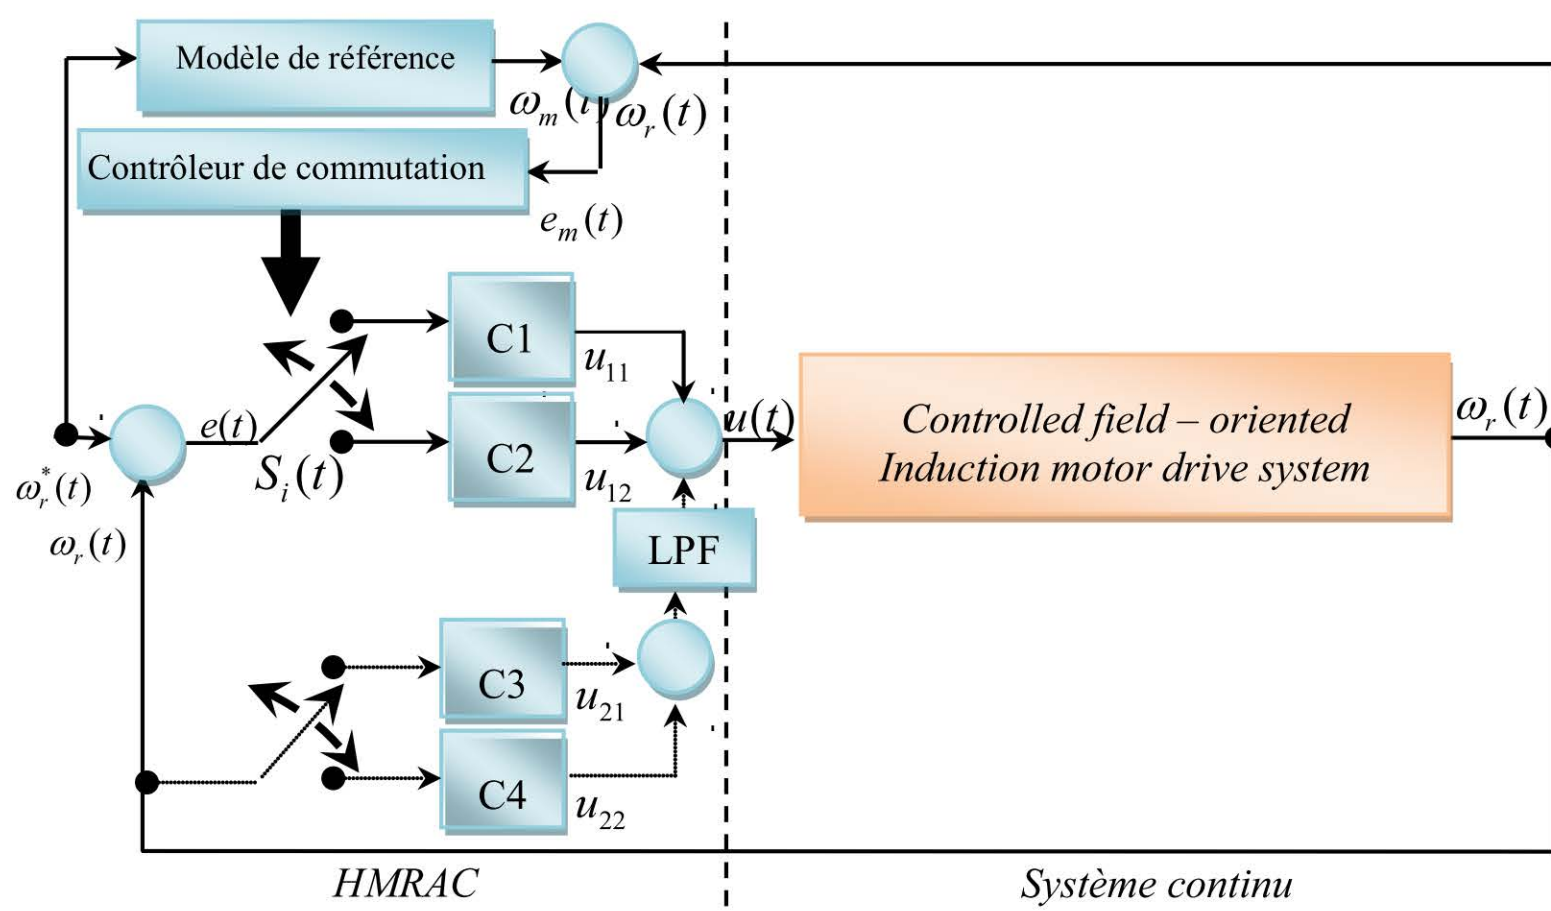 Modèle de référence
ω_m(t)
ω_r(t)
Contrôleur de commutation
e_m(t)
C1
u_11
e(t)
S_i(t)
C2
u_12
u(t)
Controlled field – oriented
Induction motor drive system
ω_r(t)
ω_r^*(t)
ω_r(t)
LPF
C3
u_21
C4
u_22
HMRAC
Système continu